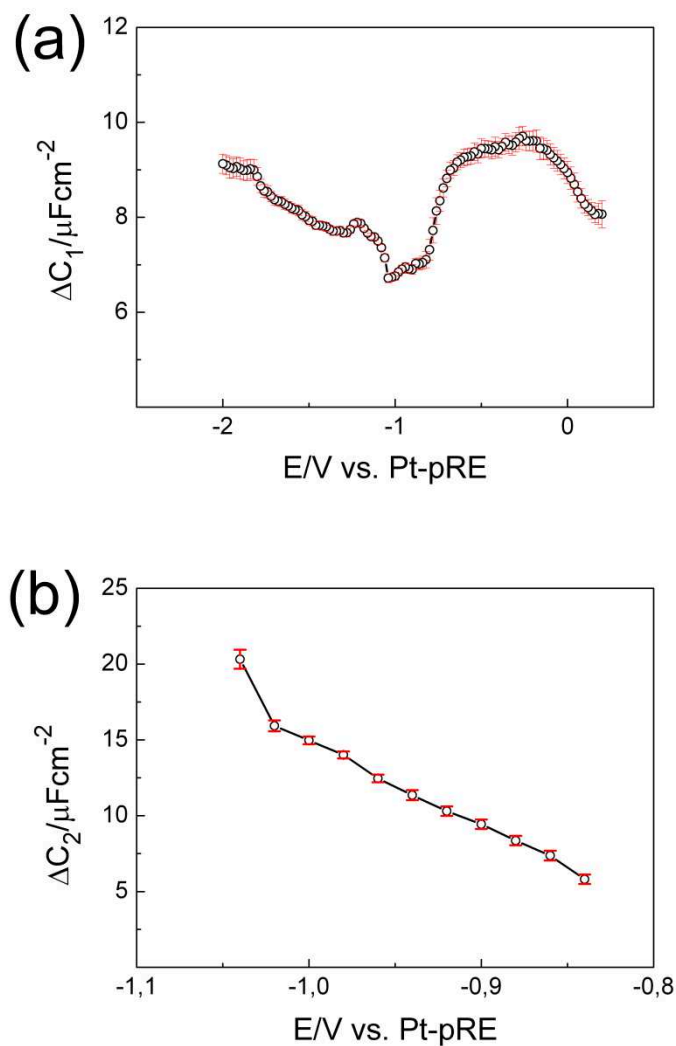 (a)
12
10
8
6
ΔC₁/μFcm⁻²
-2 -1 0
E/V vs. Pt-pRE
(b)
25
20
15
10
5
ΔC₂/μFcm⁻²
-1,1 -1,0 -0,9 -0,8
E/V vs. Pt-pRE